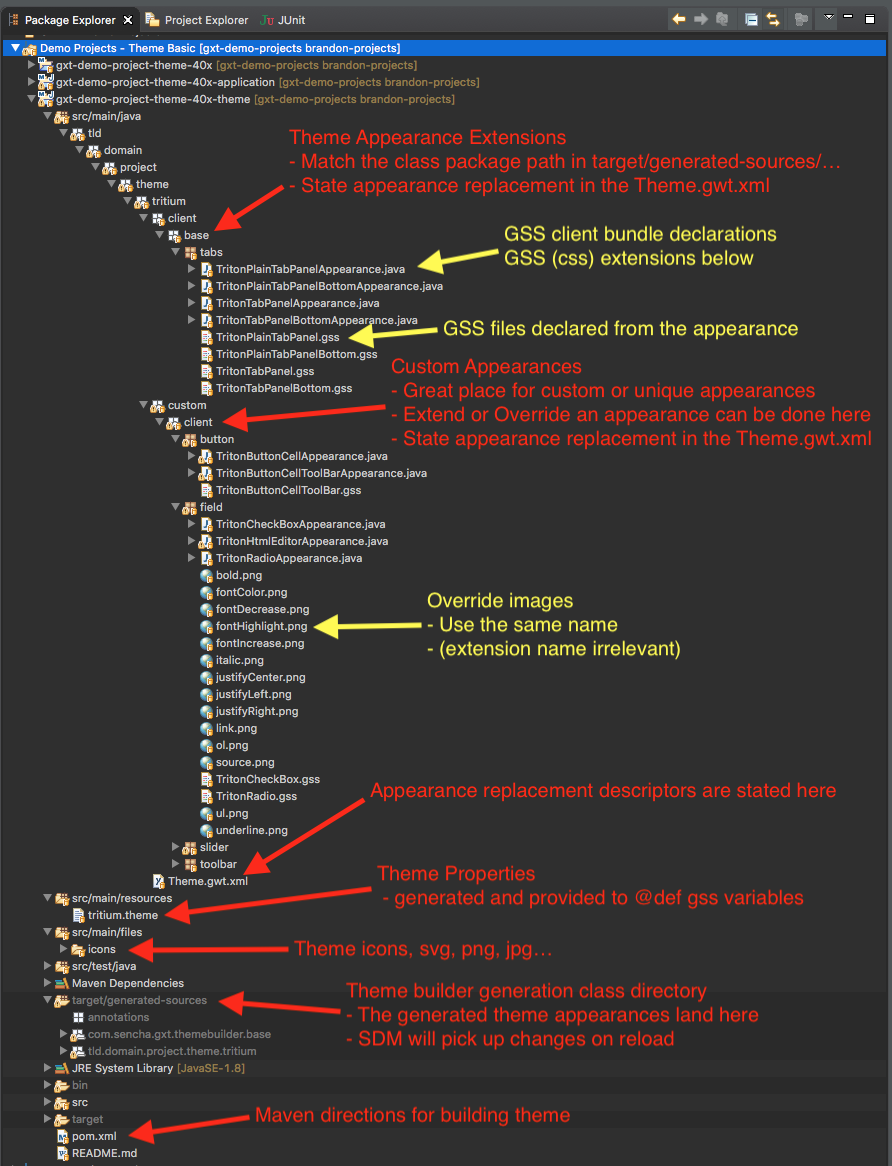 Package Explorer
Project Explorer
JUnit
Demo Projects - Theme Basic [gxt-demo-projects brandon-projects]
gxt-demo-project-theme-40x [gxt-demo-projects brandon-projects]
gxt-demo-project-theme-40x-application [gxt-demo-projects brandon-projects]
gxt-demo-project-theme-40x-theme [gxt-demo-projects brandon-projects]
src/main/java
tld
domain
project
theme
tritium
client
base
Theme Appearance Extensions
- Match the class package path in target/generated-sources/…
- State appearance replacement in the Theme.gwt.xml
tabs
TritonPlainTabPanelAppearance.java
TritonPlainTabPanelBottomAppearance.java
TritonTabPanelAppearance.java
TritonTabPanelBottomAppearance.java
GSS client bundle declarations
GSS (css) extensions below
TritonPlainTabPanel.gss
GSS files declared from the appearance
TritonPlainTabPanelBottom.gss
TritonTabPanel.gss
TritonTabPanelBottom.gss
custom
client
Custom Appearances
- Great place for custom or unique appearances
- Extend or Override an appearance can be done here
- State appearance replacement in the Theme.gwt.xml
button
TritonButtonCellAppearance.java
TritonButtonCellToolBarAppearance.java
TritonButtonCellToolBar.gss
field
TritonCheckBoxAppearance.java
TritonHtmlEditorAppearance.java
TritonRadioAppearance.java
bold.png
fontColor.png
fontDecrease.png
fontHighlight.png
fontIncrease.png
Override images
- Use the same name
- (extension name irrelevant)
italic.png
justifyCenter.png
justifyLeft.png
justifyRight.png
link.png
ol.png
source.png
TritonCheckBox.gss
TritonRadio.gss
ul.png
underline.png
slider
toolbar
Theme.gwt.xml
Appearance replacement descriptors are stated here
src/main/resources
tritium.theme
Theme Properties
- generated and provided to @def gss variables
src/main/files
icons
Theme icons, svg, png, jpg…
src/test/java
Maven Dependencies
target/generated-sources
annotations
com.sencha.gxt.themebuilder.base
tld.domain.project.theme.tritium
Theme builder generation class directory
- The generated theme appearances land here
- SDM will pick up changes on reload
JRE System Library [JavaSE-1.8]
bin
src
target
pom.xml
Maven directions for building theme
README.md